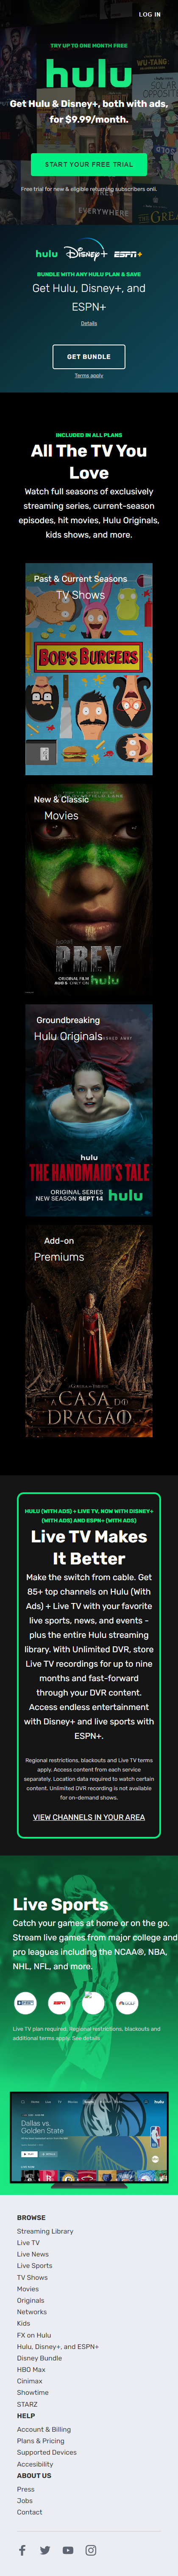 LOG IN
TRY UP TO ONE MONTH FREE
hulu
Get Hulu & Disney+, both with ads,
for $9.99/month.
START YOUR FREE TRIAL
Free trial for new & eligible returning subscribers onli.
hulu Disney+ ESPN+
BUNDLE WITH ANY HULU PLAN & SAVE
Get Hulu, Disney+, and
ESPN+
Details
GET BUNDLE
Terms apply
INCLUDED IN ALL PLANS
All The TV You
Love
Watch full seasons of exclusively
streaming series, current-season
episodes, hit movies, Hulu Orginals,
kids shows, and more.
Past & Current Seasons
TV Shows
BOB'S BURGERS
New & Classic
Movies
PREY
ORIGINAL FILM
AUG 5 ONLY ON hulu
Groundbreaking
Hulu Originals
hulu
THE HANDMAID'S TALE
ORIGINAL SERIES
NEW SEASON SEPT 14 hulu
Add-on
Premiums
A CASA DO
DRAGÃO
HULU (WITH ADS) + LIVE TV, NOW WITH DISNEY+
(WITH ADS) AND ESPN+ (WITH ADS)
Live TV Makes
It Better
Make the switch from cable. Get
85+ top channels on Hulu (With
Ads) + Live TV with your favorite
live sports, news, and events -
plus the entire Hulu streaming
library. With Unlimited DVR, store
Live TV recordings for up to nine
months and fast-forward
through your DVR content.
Access endless entertainment
with Disney+ and live sports with
ESPN+.
Regional restrictions, blackouts and Live TV terms
apply. Access content from each service
separately. Location data required to watch certain
content. Unlimited DVR recording is not available
for on-demand shows.
VIEW CHANNELS IN YOUR AREA
Live Sports
Catch your games at home or on the go.
Stream live games from major college and
pro leagues including the NCAA®, NBA,
NHL, NFL, and more.
ESPN
Live TV plan required. Regional restrictions, blackouts and
additional terms apply. See details
hulu
Dallas vs.
Golden State
BROWSE
Streaming Library
Live TV
Live News
Live Sports
TV Shows
Movies
Originals
Networks
Kids
FX on Hulu
Hulu, Disney+, and ESPN+
Disney Bundle
HBO Max
Cinimax
Showtime
STARZ
HELP
Account & Billing
Plans & Pricing
Supported Devices
Accesibility
ABOUT US
Press
Jobs
Contact